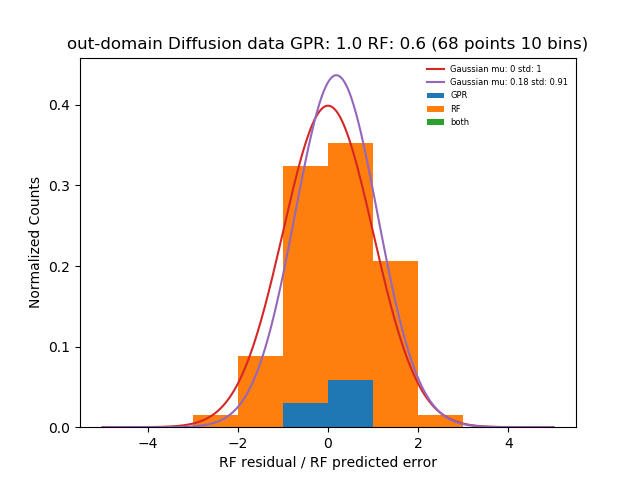 out-domain Diffusion data GPR: 1.0 RF: 0.6 (68 points 10 bins)
Gaussian mu: 0 std: 1
Gaussian mu: 0.18 std: 0.91
GPR
RF
both
Normalized Counts
0.4
0.3
0.2
0.1
0.0
−4
−2
0
2
4
RF residual / RF predicted error